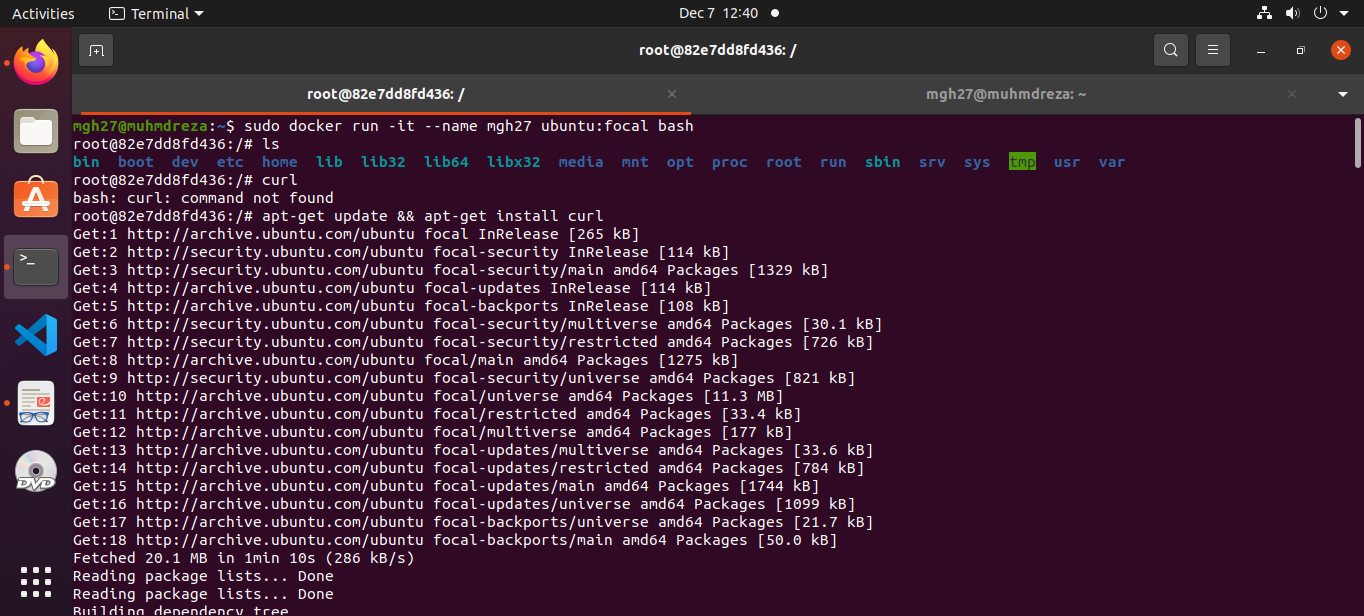 Activities Terminal Dec 7 12:40
root@82e7dd8fd436: /
root@82e7dd8fd436: / mgh27@muhmdreza: ~
mgh27@muhmdreza:~$ sudo docker run -it --name mgh27 ubuntu:focal bash
root@82e7dd8fd436:/# ls
bin boot dev etc home lib lib32 lib64 libx32 media mnt opt proc root run sbin srv sys tmp usr var
root@82e7dd8fd436:/# curl
bash: curl: command not found
root@82e7dd8fd436:/# apt-get update && apt-get install curl
Get:1 http://archive.ubuntu.com/ubuntu focal InRelease [265 kB]
Get:2 http://security.ubuntu.com/ubuntu focal-security InRelease [114 kB]
Get:3 http://security.ubuntu.com/ubuntu focal-security/main amd64 Packages [1329 kB]
Get:4 http://archive.ubuntu.com/ubuntu focal-updates InRelease [114 kB]
Get:5 http://archive.ubuntu.com/ubuntu focal-backports InRelease [108 kB]
Get:6 http://security.ubuntu.com/ubuntu focal-security/multiverse amd64 Packages [30.1 kB]
Get:7 http://security.ubuntu.com/ubuntu focal-security/restricted amd64 Packages [726 kB]
Get:8 http://archive.ubuntu.com/ubuntu focal/main amd64 Packages [1275 kB]
Get:9 http://security.ubuntu.com/ubuntu focal-security/universe amd64 Packages [821 kB]
Get:10 http://archive.ubuntu.com/ubuntu focal/universe amd64 Packages [11.3 MB]
Get:11 http://archive.ubuntu.com/ubuntu focal/restricted amd64 Packages [33.4 kB]
Get:12 http://archive.ubuntu.com/ubuntu focal/multiverse amd64 Packages [177 kB]
Get:13 http://archive.ubuntu.com/ubuntu focal-updates/multiverse amd64 Packages [33.6 kB]
Get:14 http://archive.ubuntu.com/ubuntu focal-updates/restricted amd64 Packages [784 kB]
Get:15 http://archive.ubuntu.com/ubuntu focal-updates/main amd64 Packages [1744 kB]
Get:16 http://archive.ubuntu.com/ubuntu focal-updates/universe amd64 Packages [1099 kB]
Get:17 http://archive.ubuntu.com/ubuntu focal-backports/universe amd64 Packages [21.7 kB]
Get:18 http://archive.ubuntu.com/ubuntu focal-backports/main amd64 Packages [50.0 kB]
Fetched 20.1 MB in 1min 10s (286 kB/s)
Reading package lists... Done
Reading package lists... Done
Building dependency tree
DVD